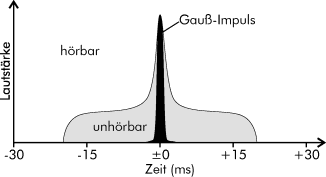 Gauß-Impuls
hörbar
Lautstärke
unhörbar
-30 -15 ±0 +15 +30
Zeit (ms)